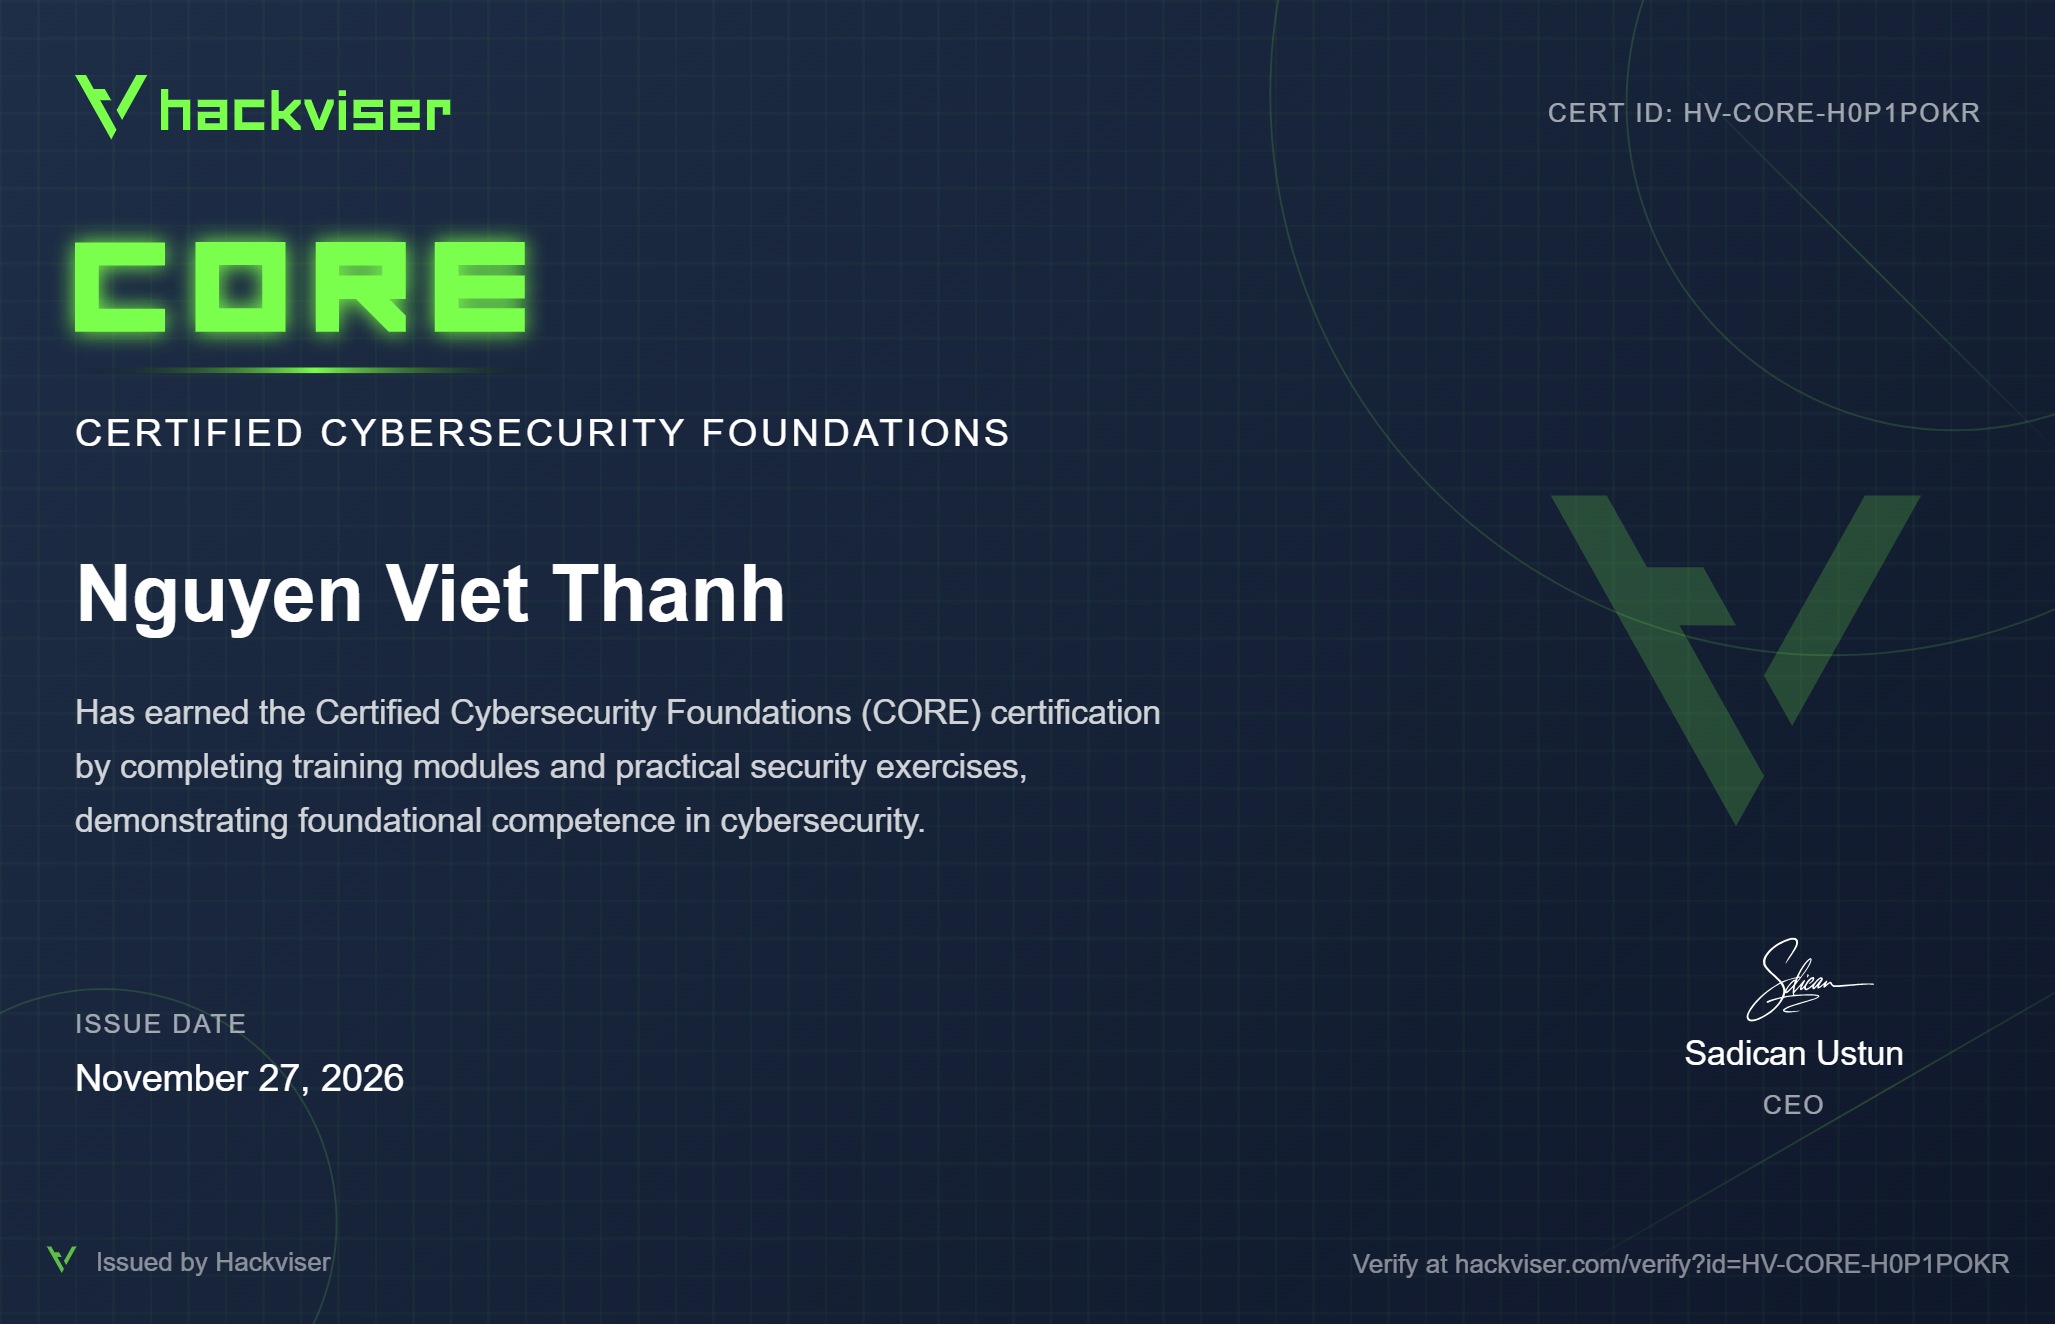 hackviser
CERT ID: HV-CORE-H0P1POKR
CORE
CERTIFIED CYBERSECURITY FOUNDATIONS
Nguyen Viet Thanh
Has earned the Certified Cybersecurity Foundations (CORE) certification
by completing training modules and practical security exercises,
demonstrating foundational competence in cybersecurity.
ISSUE DATE
November 27, 2026
Sdican
Sadican Ustun
CEO
Issued by Hackviser
Verify at hackviser.com/verify?id=HV-CORE-H0P1POKR